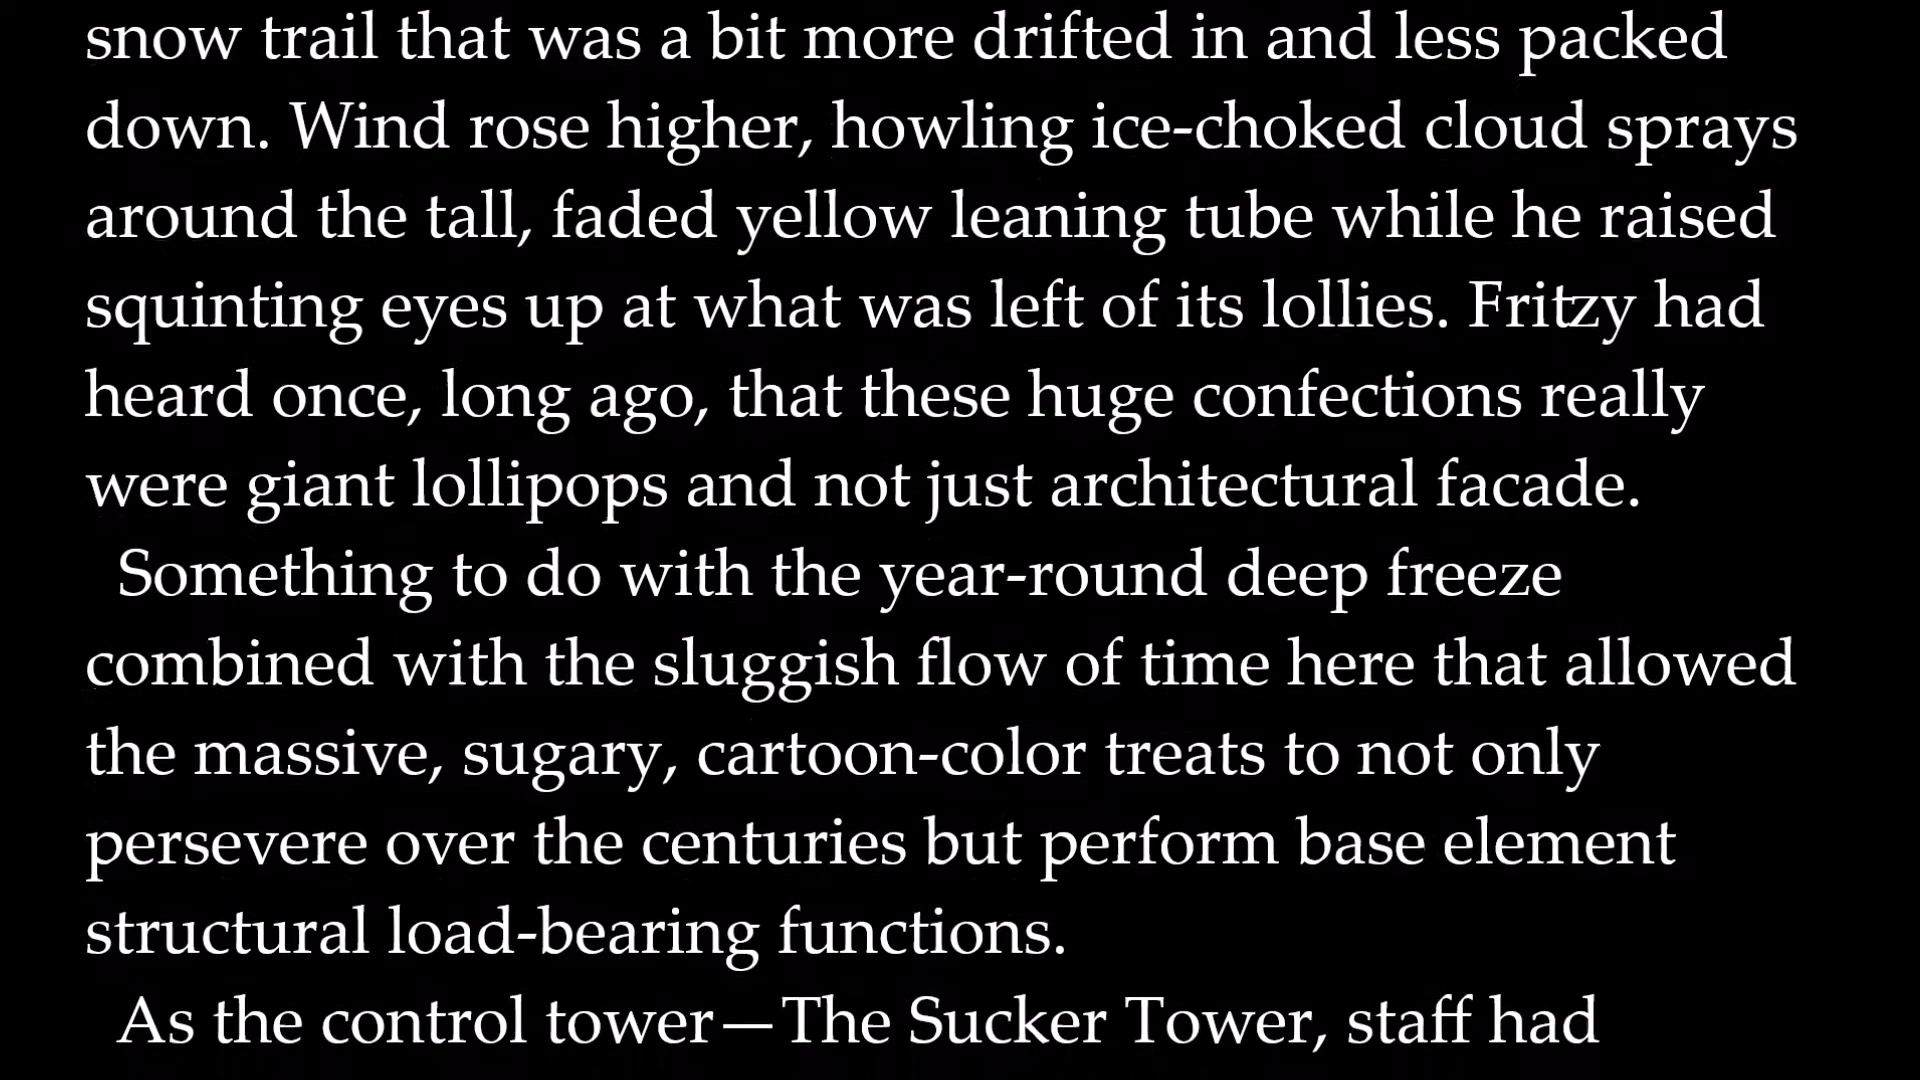 snow trail that was a bit more drifted in and less packed
down. Wind rose higher, howling ice-choked cloud sprays
around the tall, faded yellow leaning tube while he raised
squinting eyes up at what was left of its lollies. Fritzy had
heard once, long ago, that these huge confections really
were giant lollipops and not just architectural facade.
Something to do with the year-round deep freeze
combined with the sluggish flow of time here that allowed
the massive, sugary, cartoon-color treats to not only
persevere over the centuries but perform base element
structural load-bearing functions.
As the control tower—The Sucker Tower, staff had